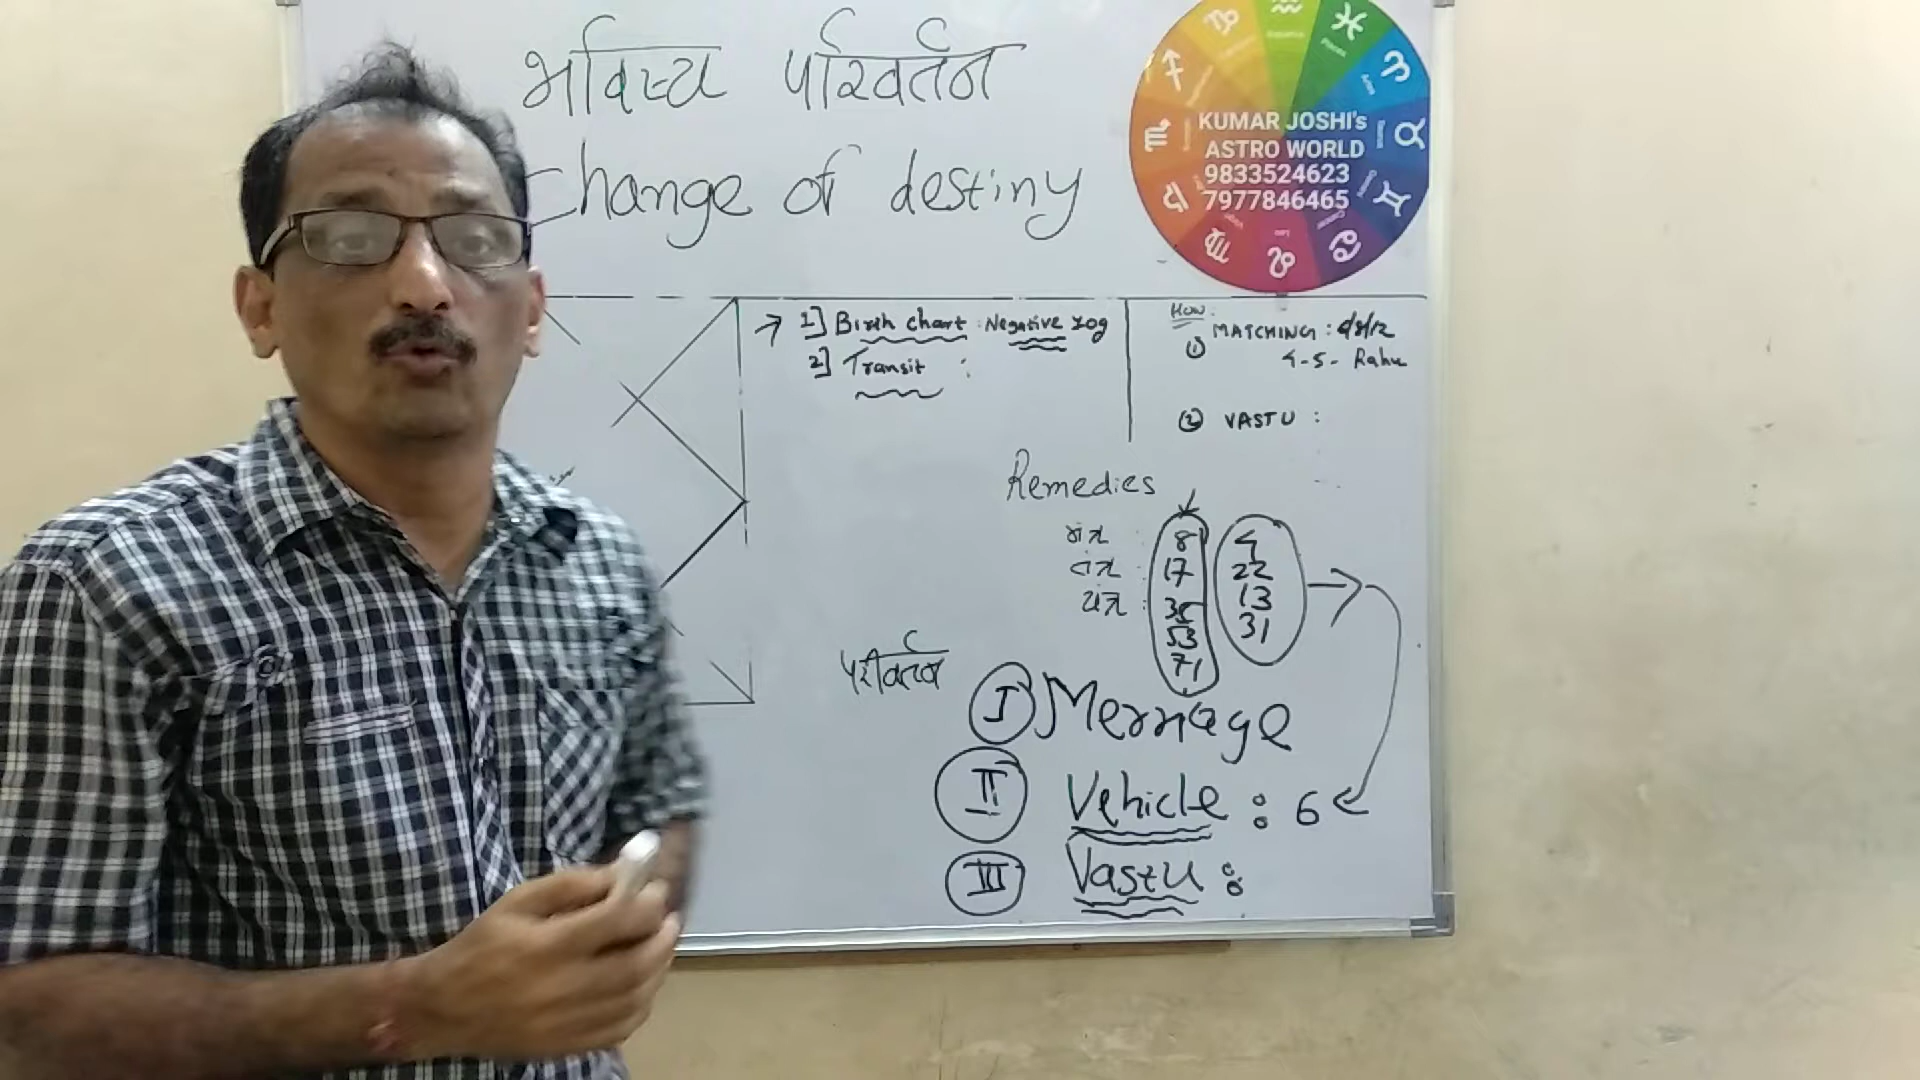 भविष्य परिवर्तन
change of destiny
KUMAR JOSHI's
ASTRO WORLD
9833524623
7977846465
→ 1] Birth chart : Negative yog
2] Transit :
How:
① MATCHING : 6/8/12
4-5- Rahu
② VASTU :
Remedies
मंत्र : 8 4
तंत्र : 17 22
यंत्र : 35 13
53 31
71
परीवर्तन
I Merriage
II Vehicle : 6
III Vastu :